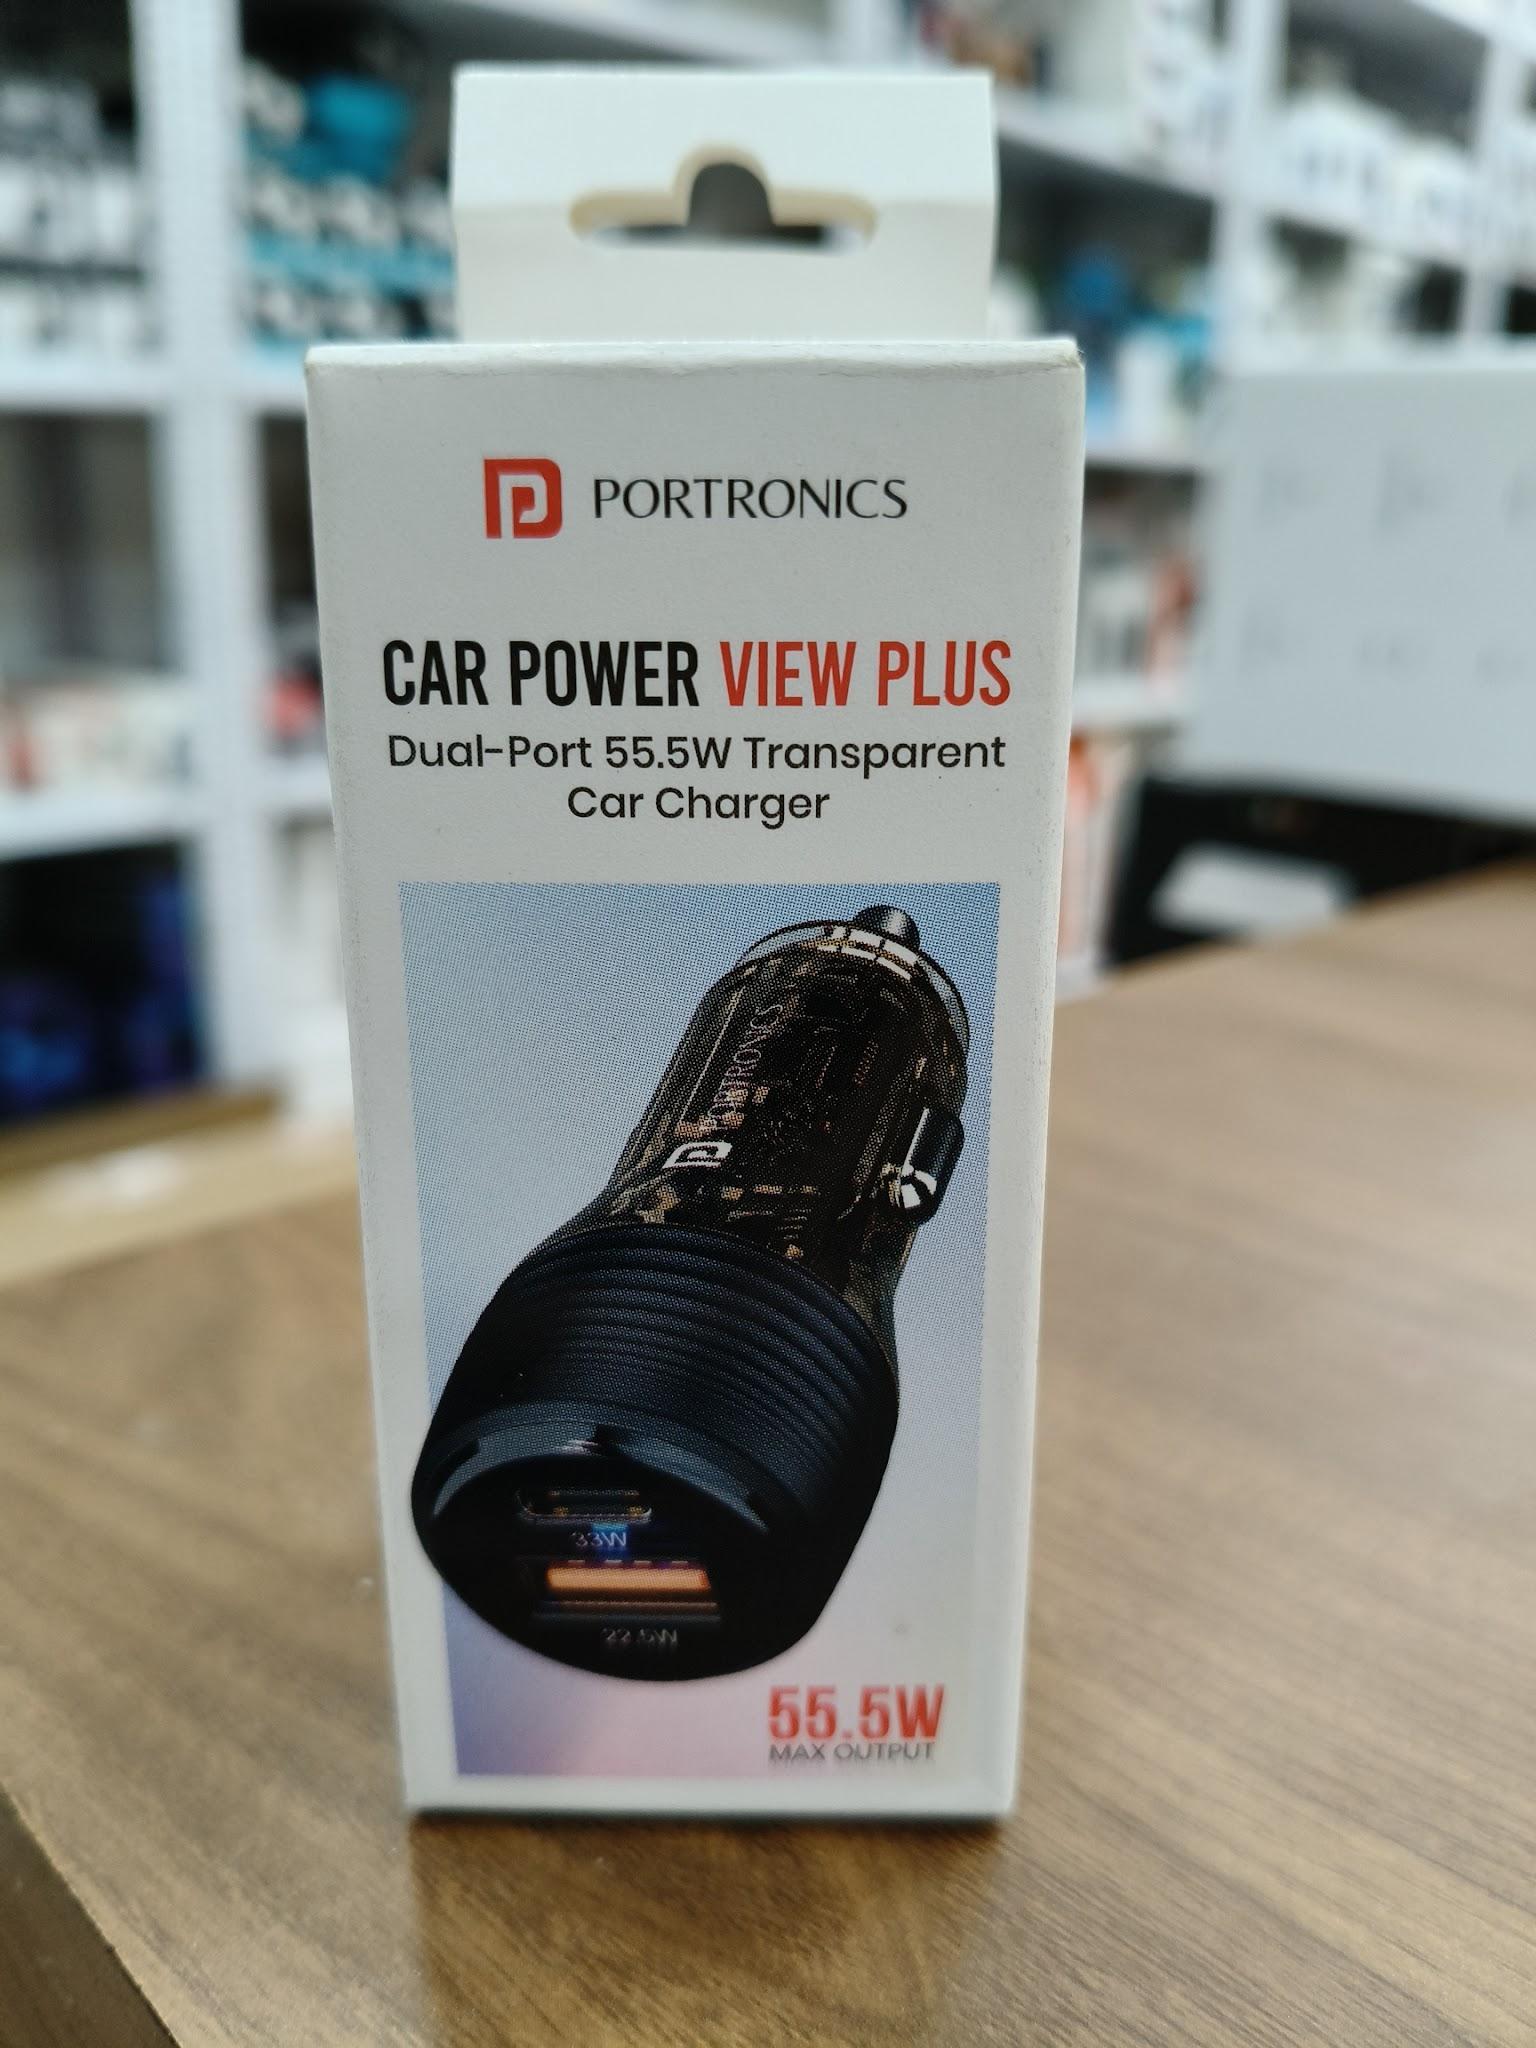 PORTRONICS
CAR POWER VIEW PLUS
Dual-Port 55.5W Transparent
Car Charger
PORTRONICS
33W
22.5W
55.5W
MAX OUTPUT